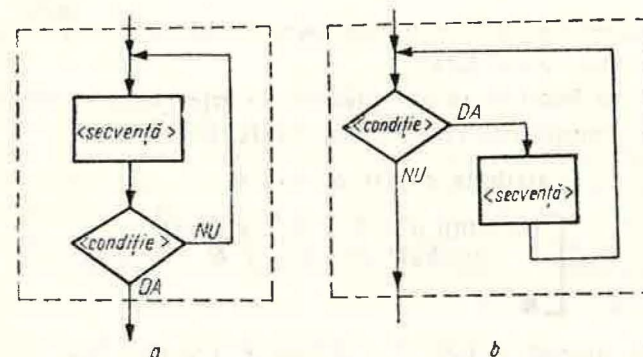 <secvență>
<condiție>
NU
DA
a
<condiție>
DA
NU
<secvență>
b